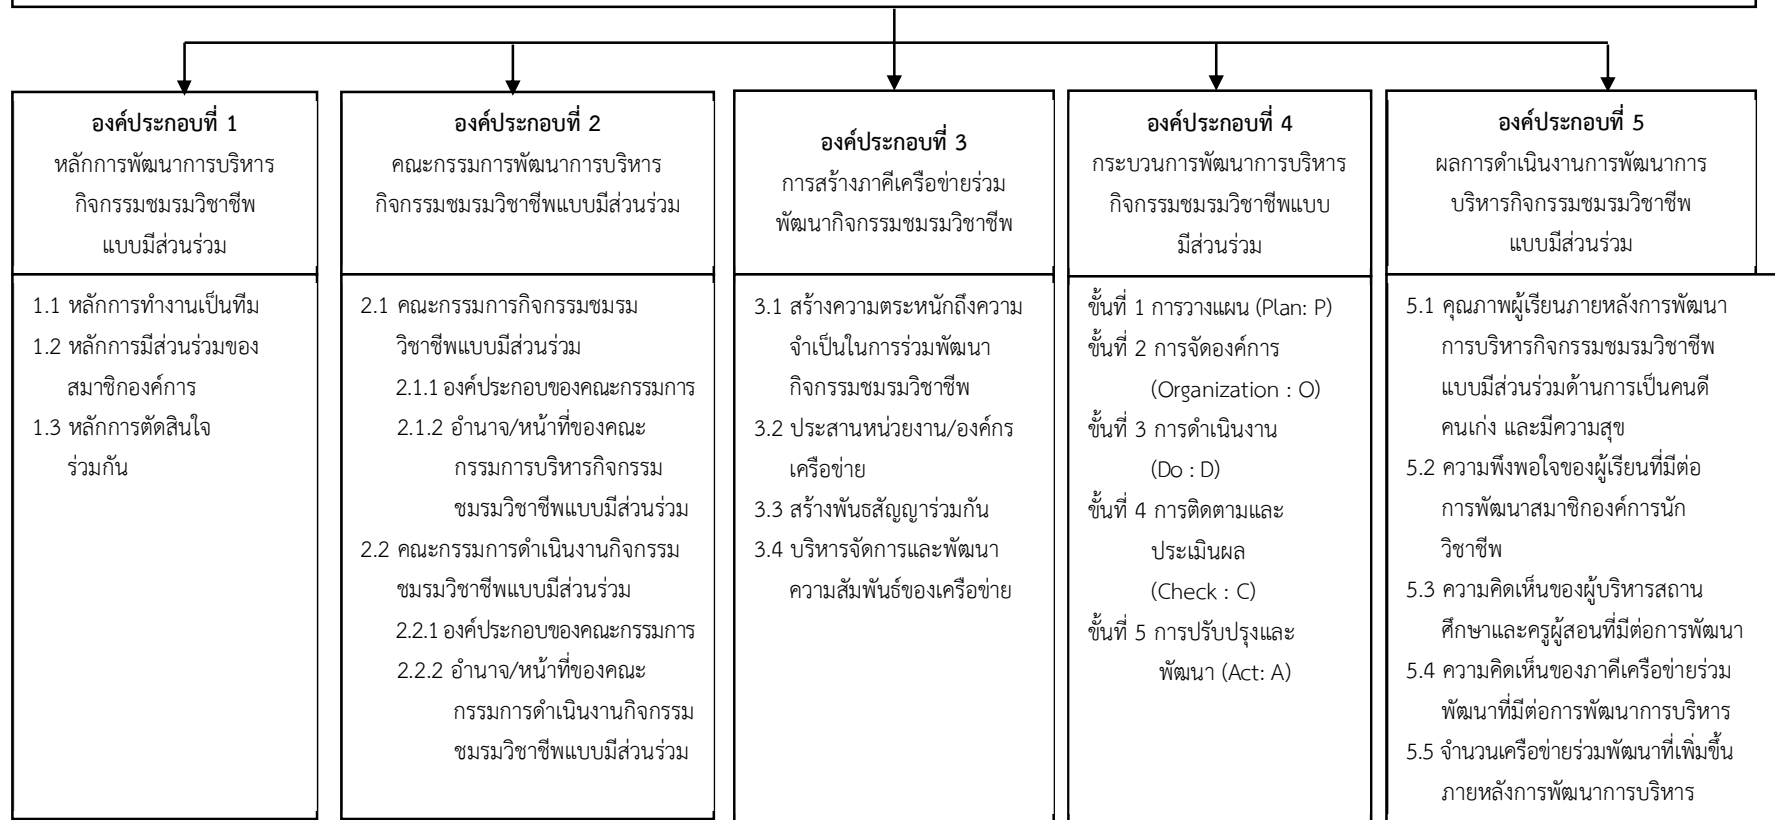 องค์ประกอบที่ 1
หลักการพัฒนาการบริหาร
กิจกรรมชมรมวิชาชีพ
แบบมีส่วนร่วม
1.1 หลักการทำงานเป็นทีม
1.2 หลักการมีส่วนร่วมของ
สมาชิกองค์การ
1.3 หลักการตัดสินใจ
ร่วมกัน
องค์ประกอบที่ 2
คณะกรรมการพัฒนาการบริหาร
กิจกรรมชมรมวิชาชีพแบบมีส่วนร่วม
2.1 คณะกรรมการกิจกรรมชมรม
วิชาชีพแบบมีส่วนร่วม
2.1.1 องค์ประกอบของคณะกรรมการ
2.1.2 อำนาจ/หน้าที่ของคณะ
กรรมการบริหารกิจกรรม
ชมรมวิชาชีพแบบมีส่วนร่วม
2.2 คณะกรรมการดำเนินงานกิจกรรม
ชมรมวิชาชีพแบบมีส่วนร่วม
2.2.1 องค์ประกอบของคณะกรรมการ
2.2.2 อำนาจ/หน้าที่ของคณะ
กรรมการดำเนินงานกิจกรรม
ชมรมวิชาชีพแบบมีส่วนร่วม
องค์ประกอบที่ 3
การสร้างภาคีเครือข่ายร่วม
พัฒนากิจกรรมชมรมวิชาชีพ
3.1 สร้างความตระหนักถึงความ
จำเป็นในการร่วมพัฒนา
กิจกรรมชมรมวิชาชีพ
3.2 ประสานหน่วยงาน/องค์กร
เครือข่าย
3.3 สร้างพันธสัญญาร่วมกัน
3.4 บริหารจัดการและพัฒนา
ความสัมพันธ์ของเครือข่าย
องค์ประกอบที่ 4
กระบวนการพัฒนาการบริหาร
กิจกรรมชมรมวิชาชีพแบบ
มีส่วนร่วม
ขั้นที่ 1 การวางแผน (Plan: P)
ขั้นที่ 2 การจัดองค์การ
(Organization : O)
ขั้นที่ 3 การดำเนินงาน
(Do : D)
ขั้นที่ 4 การติดตามและ
ประเมินผล
(Check : C)
ขั้นที่ 5 การปรับปรุงและ
พัฒนา (Act: A)
องค์ประกอบที่ 5
ผลการดำเนินงานการพัฒนาการ
บริหารกิจกรรมชมรมวิชาชีพ
แบบมีส่วนร่วม
5.1 คุณภาพผู้เรียนภายหลังการพัฒนา
การบริหารกิจกรรมชมรมวิชาชีพ
แบบมีส่วนร่วมด้านการเป็นคนดี
คนเก่ง และมีความสุข
5.2 ความพึงพอใจของผู้เรียนที่มีต่อ
การพัฒนาสมาชิกองค์การนัก
วิชาชีพ
5.3 ความคิดเห็นของผู้บริหารสถาน
ศึกษาและครูผู้สอนที่มีต่อการพัฒนา
5.4 ความคิดเห็นของภาคีเครือข่ายร่วม
พัฒนาที่มีต่อการพัฒนาการบริหาร
5.5 จำนวนเครือข่ายร่วมพัฒนาที่เพิ่มขึ้น
ภายหลังการพัฒนาการบริหาร